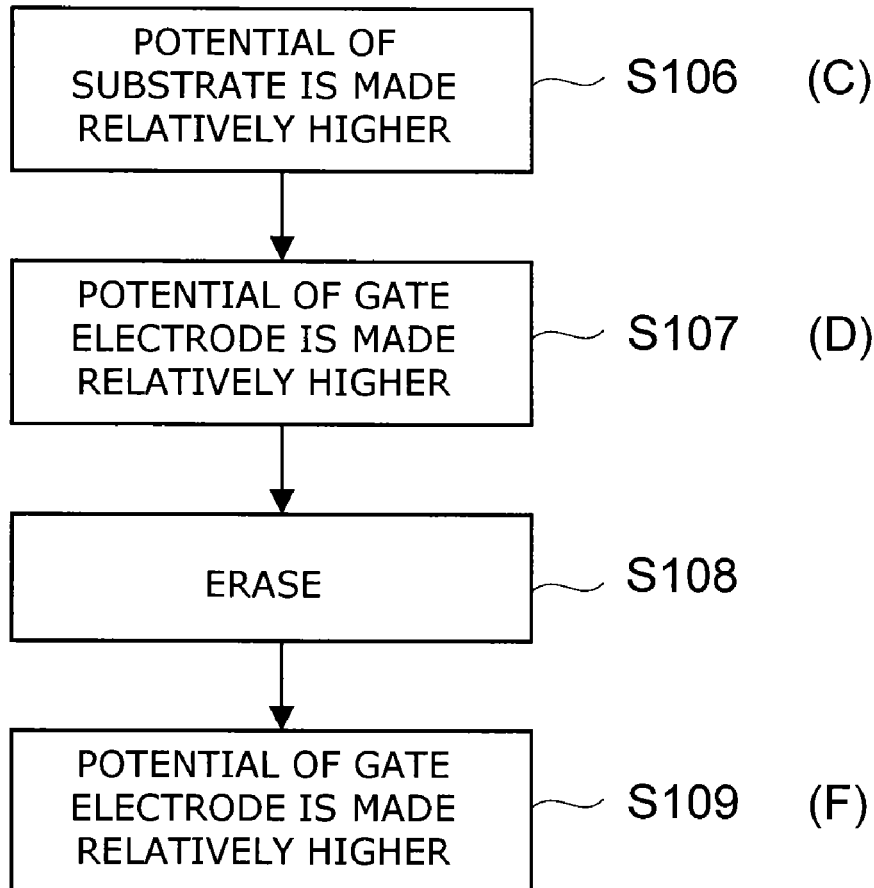 POTENTIAL OF
SUBSTRATE IS MADE
RELATIVELY HIGHER
S106 (C)
POTENTIAL OF GATE
ELECTRODE IS MADE
RELATIVELY HIGHER
S107 (D)
ERASE
S108
POTENTIAL OF GATE
ELECTRODE IS MADE
RELATIVELY HIGHER
S109 (F)